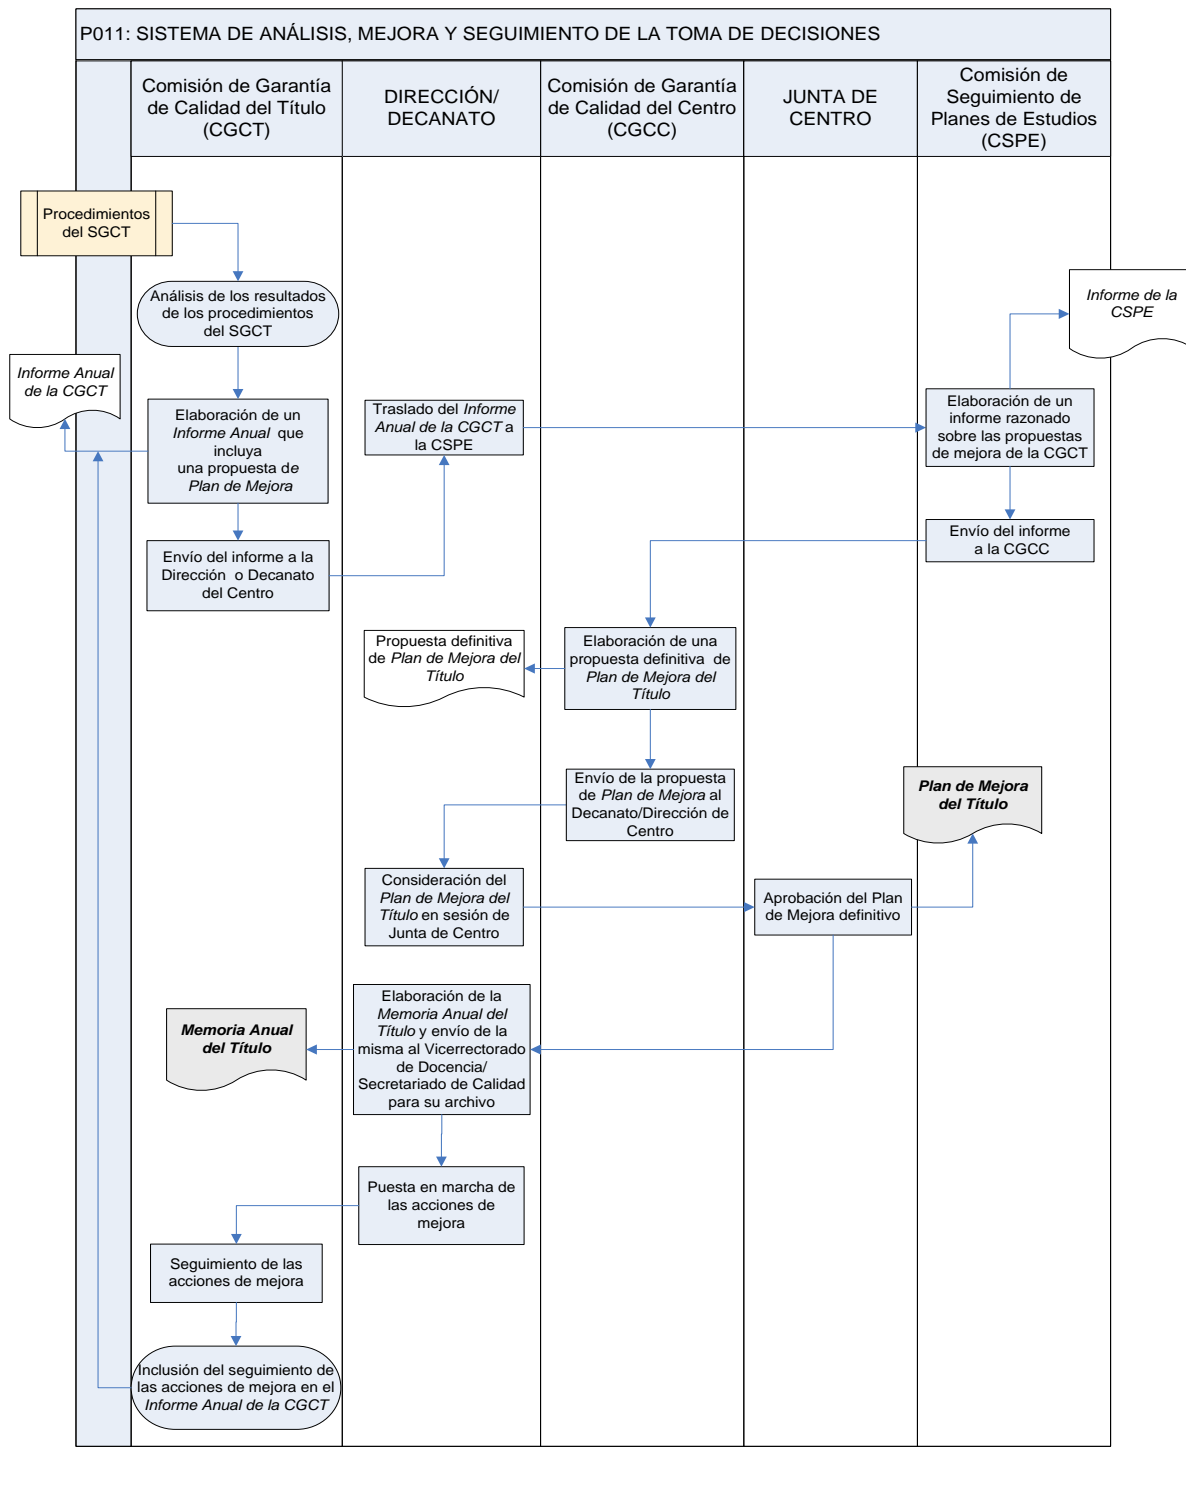 P011: SISTEMA DE ANÁLISIS, MEJORA Y SEGUIMIENTO DE LA TOMA DE DECISIONES
Comisión de Garantía
de Calidad del Título
(CGCT)
DIRECCIÓN/
DECANATO
Comisión de Garantía
de Calidad del Centro
(CGCC)
JUNTA DE
CENTRO
Comisión de
Seguimiento de
Planes de Estudios
(CSPE)
Procedimientos
del SGCT
Análisis de los resultados
de los procedimientos
del SGCT
Informe de la
CSPE
Informe Anual
de la CGCT
Elaboración de un
Informe Anual que
incluya
una propuesta de
Plan de Mejora
Traslado del Informe
Anual de la CGCT a
la CSPE
Elaboración de un
informe razonado
sobre las propuestas
de mejora de la CGCT
Envío del informe a la
Dirección o Decanato
del Centro
Envío del informe
a la CGCC
Propuesta definitiva
de Plan de Mejora del
Título
Elaboración de una
propuesta definitiva de
Plan de Mejora del
Título
Envío de la propuesta
de Plan de Mejora al
Decanato/Dirección de
Centro
Plan de Mejora
del Título
Consideración del
Plan de Mejora del
Título en sesión de
Junta de Centro
Aprobación del Plan
de Mejora definitivo
Memoria Anual
del Título
Elaboración de la
Memoria Anual del
Título y envío de la
misma al Vicerrectorado
de Docencia/
Secretariado de Calidad
para su archivo
Puesta en marcha de
las acciones de
mejora
Seguimiento de las
acciones de mejora
Inclusión del seguimiento de
las acciones de mejora en el
Informe Anual de la CGCT